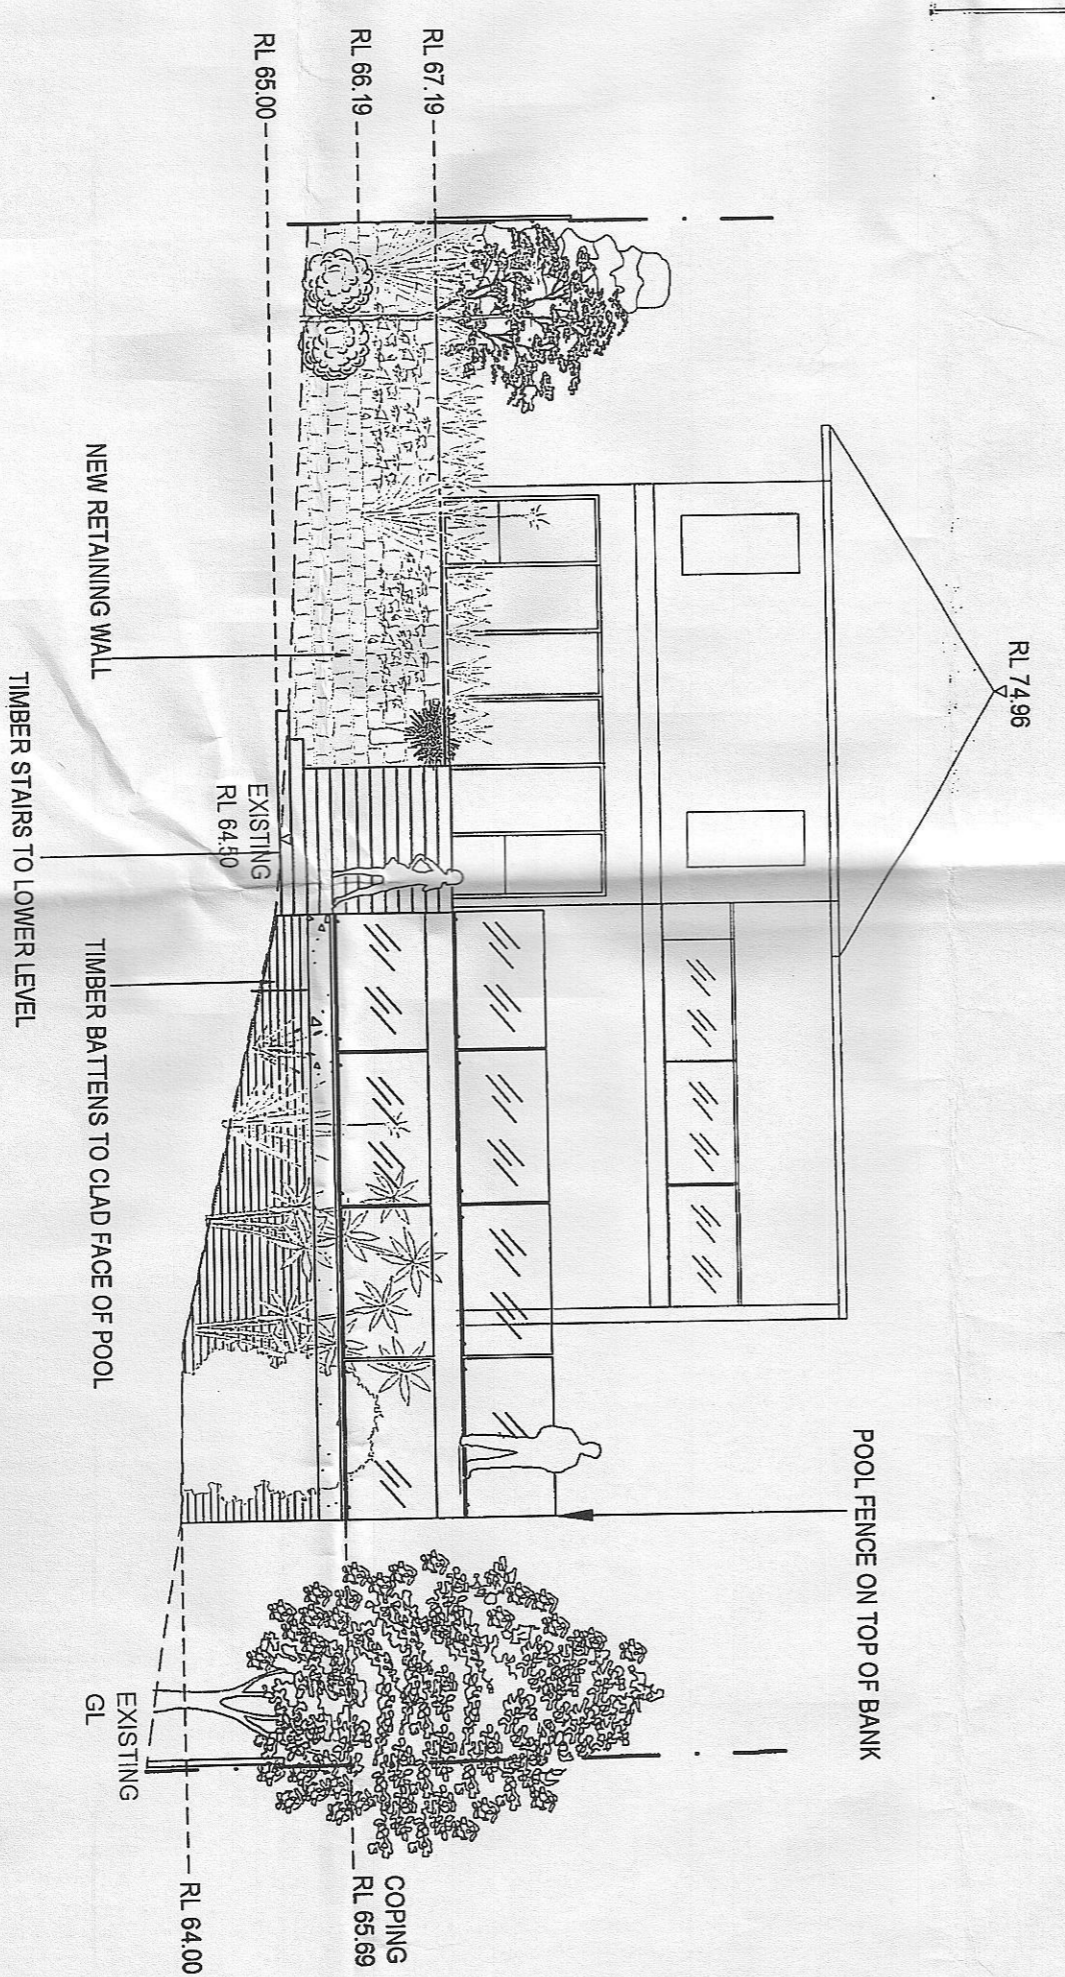 RL 74.96
POOL FENCE ON TOP OF BANK
RL 67.19
RL 66.19
RL 65.00
COPING
RL 65.69
EXISTING
RL 64.50
RL 64.00
EXISTING
GL
NEW RETAINING WALL
TIMBER BATTENS TO CLAD FACE OF POOL
TIMBER STAIRS TO LOWER LEVEL